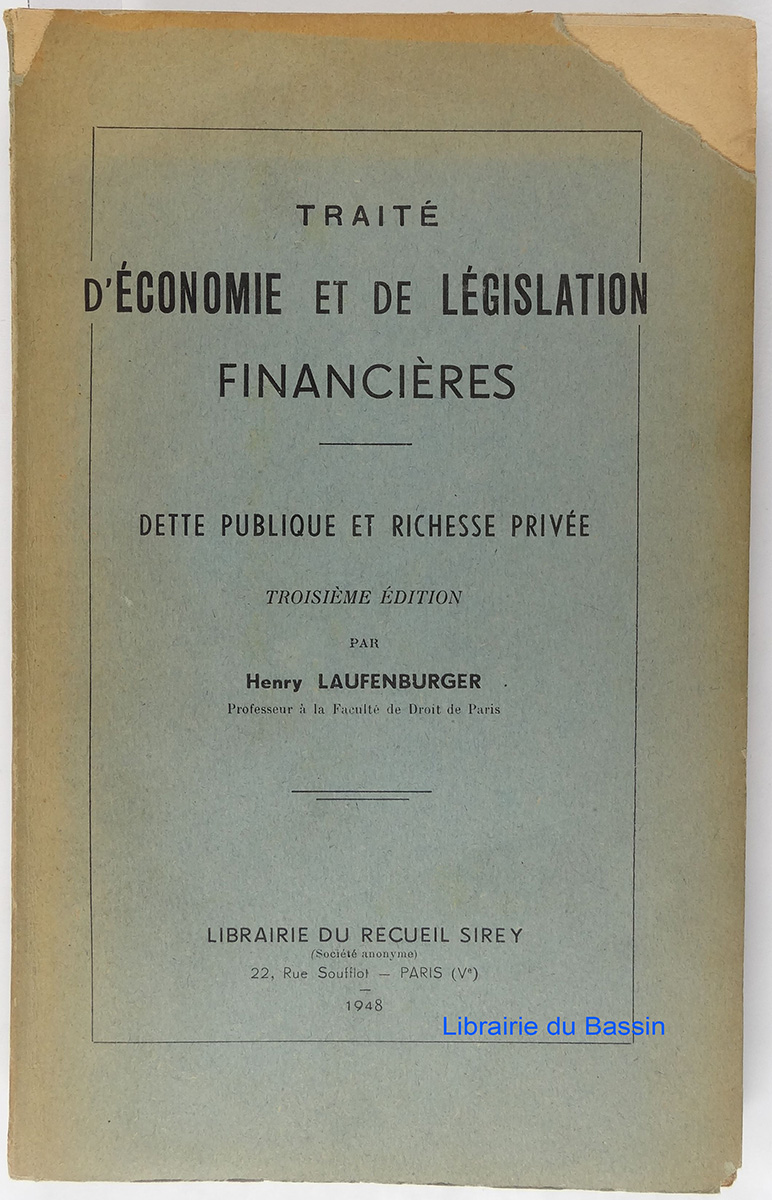 TRAITÉ
D'ÉCONOMIE ET DE LÉGISLATION
FINANCIÈRES
DETTE PUBLIQUE ET RICHESSE PRIVÉE
TROISIÈME ÉDITION
PAR
Henry LAUFENBURGER
Professeur à la Faculté de Droit de Paris
LIBRAIRIE DU RECUEIL SIREY
(Société anonyme)
22, Rue Soufflot — PARIS (Ve)
1948
Librairie du Bassin